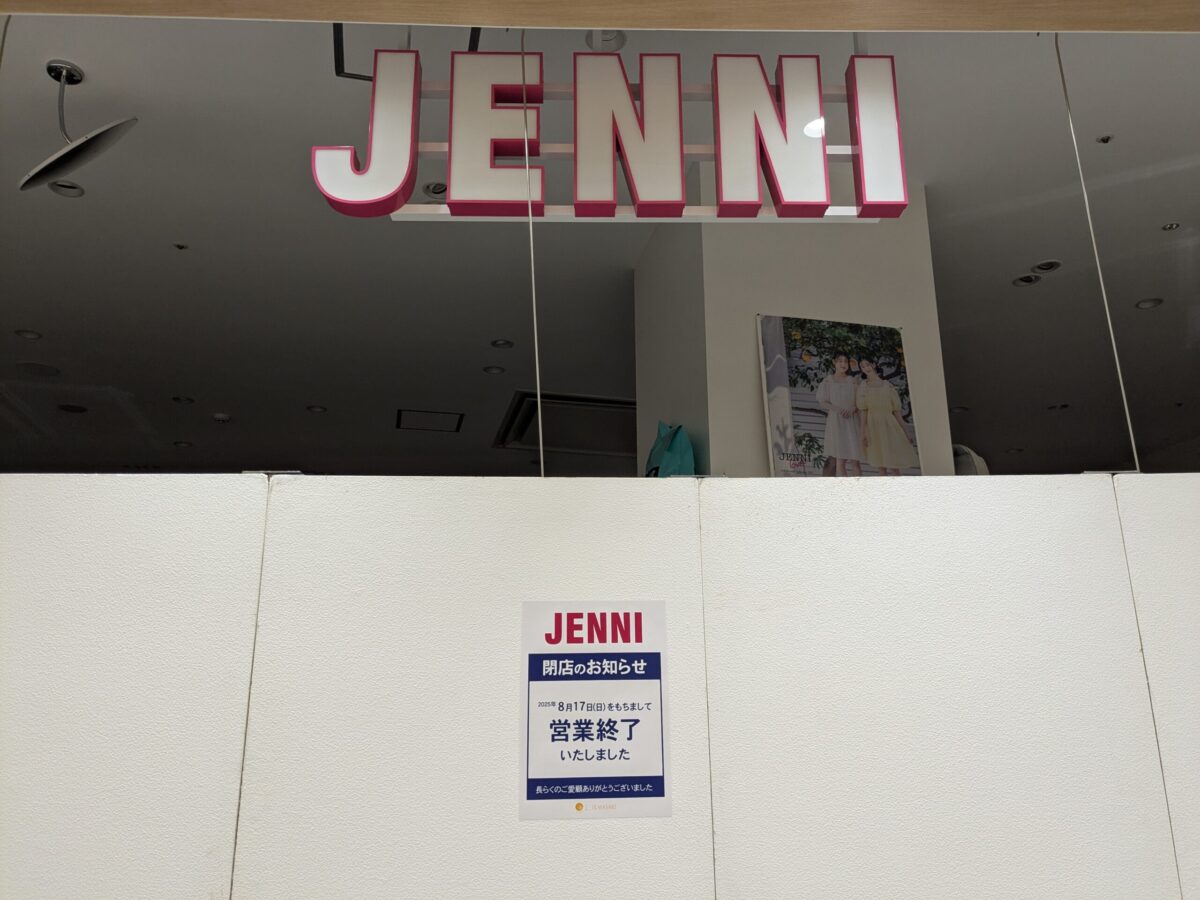 JENNI
JENNI
love
JENNI
閉店のお知らせ
2025年 8月17日(日)をもちまして
営業終了
いたしました
長らくのご愛顧ありがとうございました